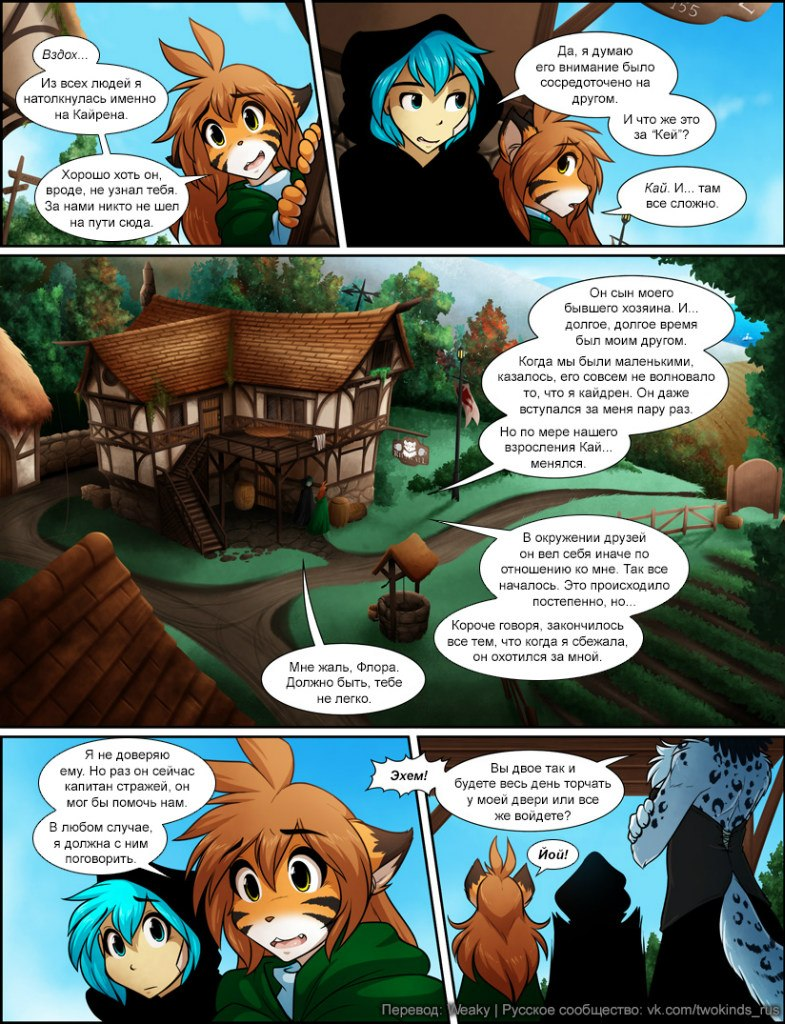 155
Вздох...
Из всех людей я
натолкнулась именно
на Кайрена.
Хорошо хоть он,
вроде, не узнал тебя.
За нами никто не шел
на пути сюда.
Да, я думаю
его внимание было
сосредоточено на
другом.
И что же это
за "Кей"?
Кай. И... там
все сложно.
Он сын моего
бывшего хозяина. И...
долгое, долгое время
был моим другом.
Когда мы были маленькими,
казалось, его совсем не волновало
то, что я кайдрен. Он даже
вступался за меня пару раз.
Но по мере нашего
взросления Кай...
менялся.
В окружении друзей
он вел себя иначе по
отношению ко мне. Так все
началось. Это происходило
постепенно, но...
Короче говоря, закончилось
все тем, что когда я сбежала,
он охотился за мной.
Мне жаль, Флора.
Должно быть, тебе
не легко.
Я не доверяю
ему. Но раз он сейчас
капитан стражей, он
мог бы помочь нам.
В любом случае,
я должна с ним
поговорить.
Эхем!
Вы двое так и
будете весь день торчать
у моей двери или все
же войдете?
Йой!
Перевод: Weaky | Русское сообщество: vk.com/twokinds_rus